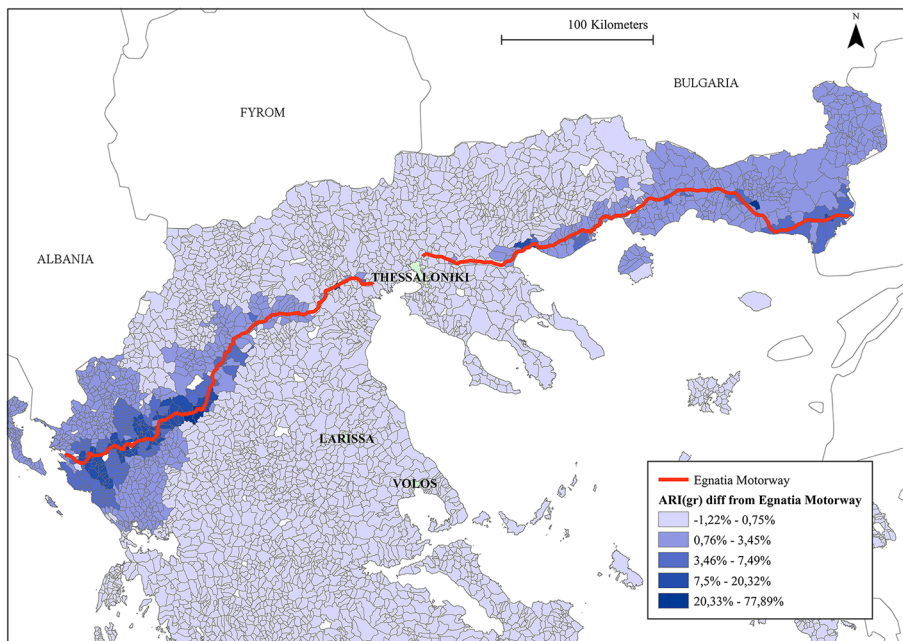 100 Kilometers
N
BULGARIA
FYROM
ALBANIA
THESSALONIKI
LARISSA
VOLOS
Egnatia Motorway
ARI(gr) diff from Egnatia Motorway
-1,22% - 0,75%
0,76% - 3,45%
3,46% - 7,49%
7,5% - 20,32%
20,33% - 77,89%